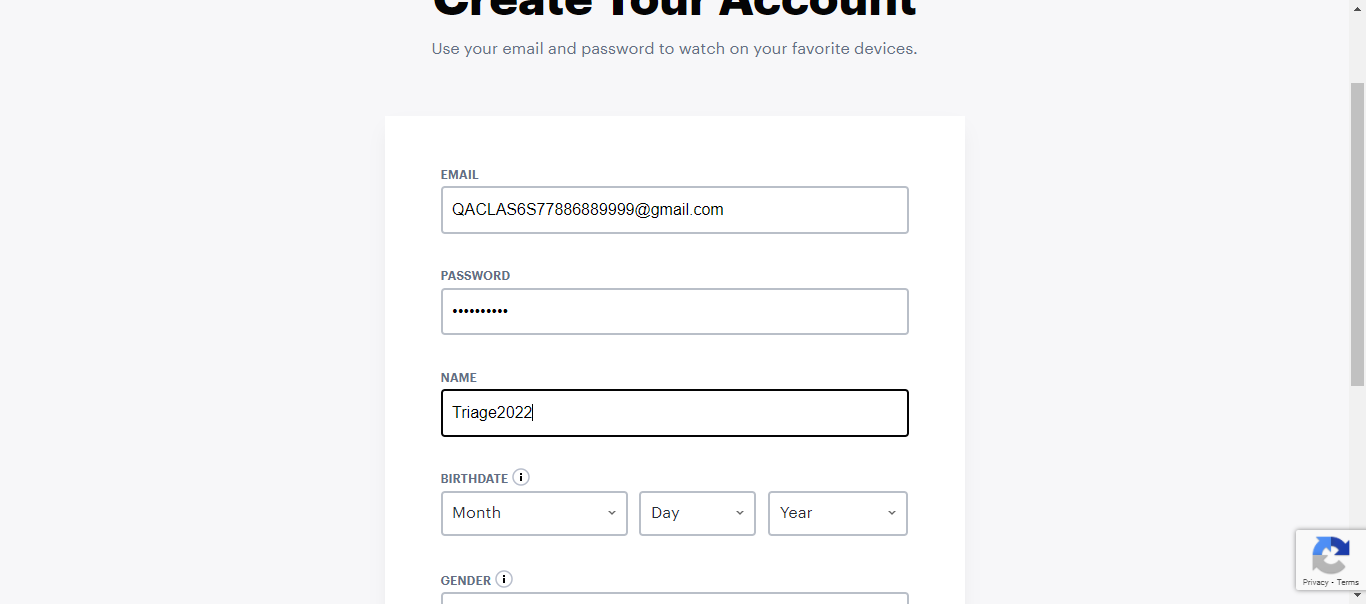 Create Your Account
Use your email and password to watch on your favorite devices.
EMAIL
QACLAS6S77886889999@gmail.com
PASSWORD
••••••••••
NAME
Triage2022
BIRTHDATE i
Month Day Year
GENDER i
Privacy - Terms